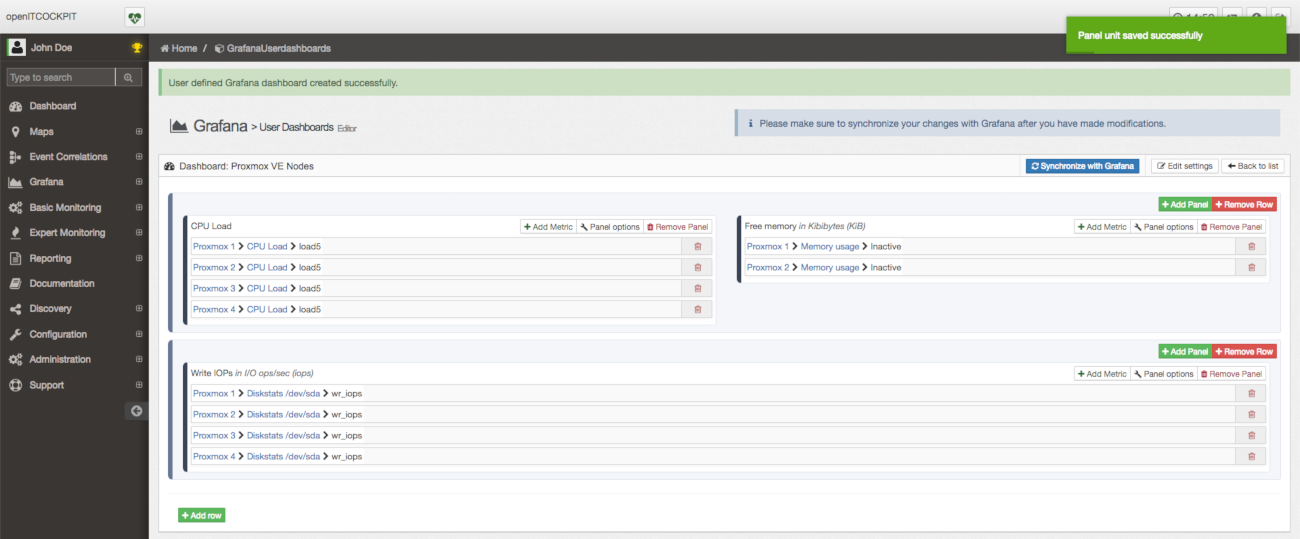 openITCOCKPIT
Panel unit saved successfully
John Doe
Home / GrafanaUserdashboards
Type to search
User defined Grafana dashboard created successfully.
Dashboard
Maps
Event Correlations
Grafana
Basic Monitoring
Expert Monitoring
Reporting
Documentation
Discovery
Configuration
Administration
Support
Grafana > User Dashboards Editor
Please make sure to synchronize your changes with Grafana after you have made modifications.
Dashboard: Proxmox VE Nodes
Synchronize with Grafana
Edit settings
Back to list
Add Panel
Remove Row
CPU Load
Add Metric
Panel options
Remove Panel
Proxmox 1 > CPU Load > load5
Proxmox 2 > CPU Load > load5
Proxmox 3 > CPU Load > load5
Proxmox 4 > CPU Load > load5
Free memory in Kibibytes (KiB)
Add Metric
Panel options
Remove Panel
Proxmox 1 > Memory usage > Inactive
Proxmox 2 > Memory usage > Inactive
Add Panel
Remove Row
Write IOPs in I/O ops/sec (iops)
Add Metric
Panel options
Remove Panel
Proxmox 1 > Diskstats /dev/sda > wr_iops
Proxmox 2 > Diskstats /dev/sda > wr_iops
Proxmox 3 > Diskstats /dev/sda > wr_iops
Proxmox 4 > Diskstats /dev/sda > wr_iops
Add row